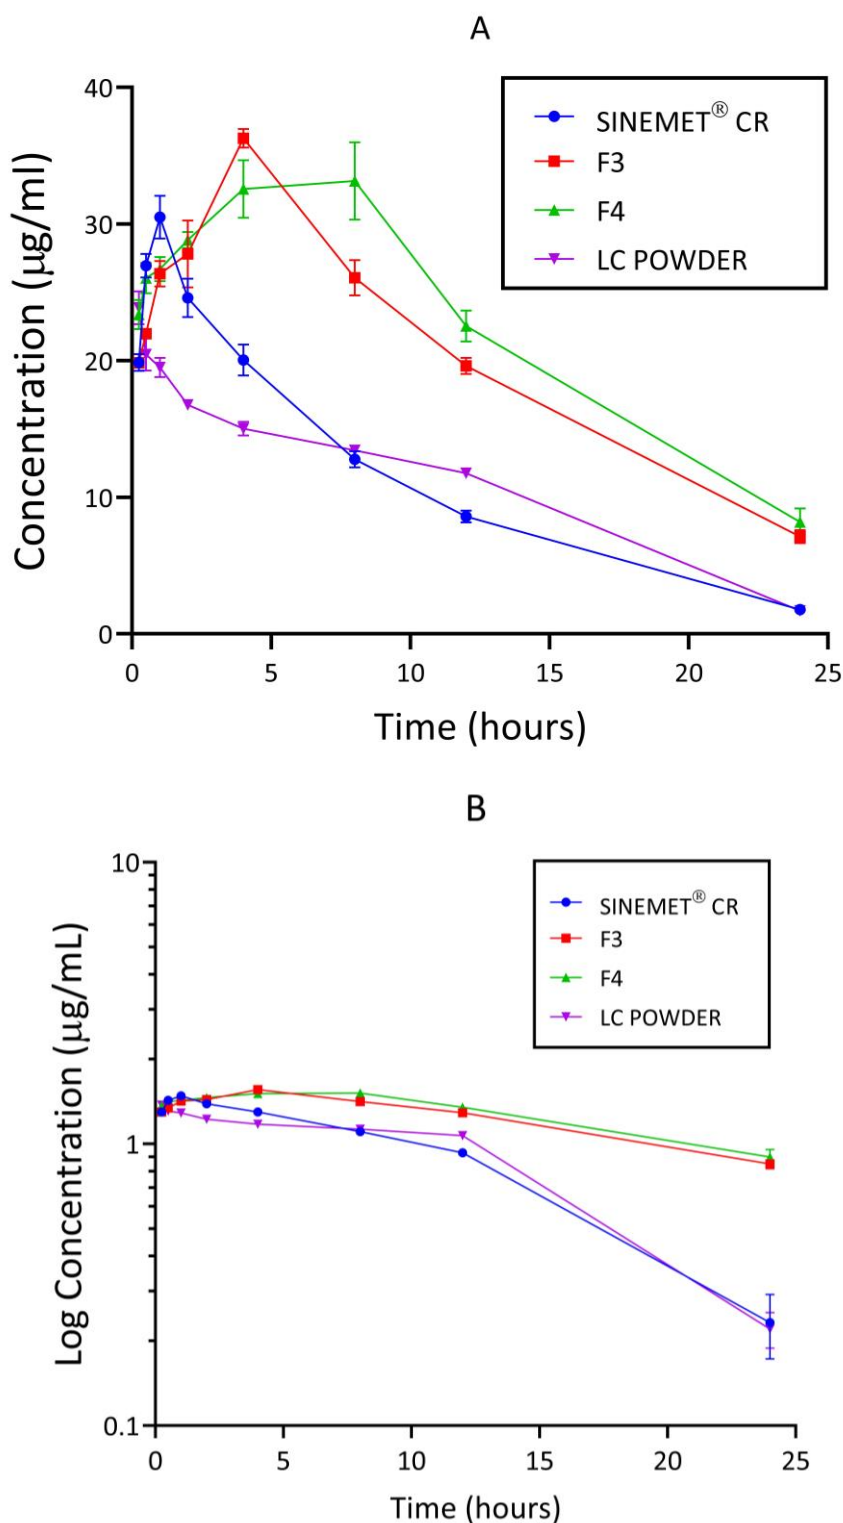 A
SINEMET® CR
F3
F4
LC POWDER
Concentration (µg/ml)
40
30
20
10
0
0 5 10 15 20 25
Time (hours)
B
SINEMET® CR
F3
F4
LC POWDER
Log Concentration (µg/mL)
10
1
0.1
0 5 10 15 20 25
Time (hours)